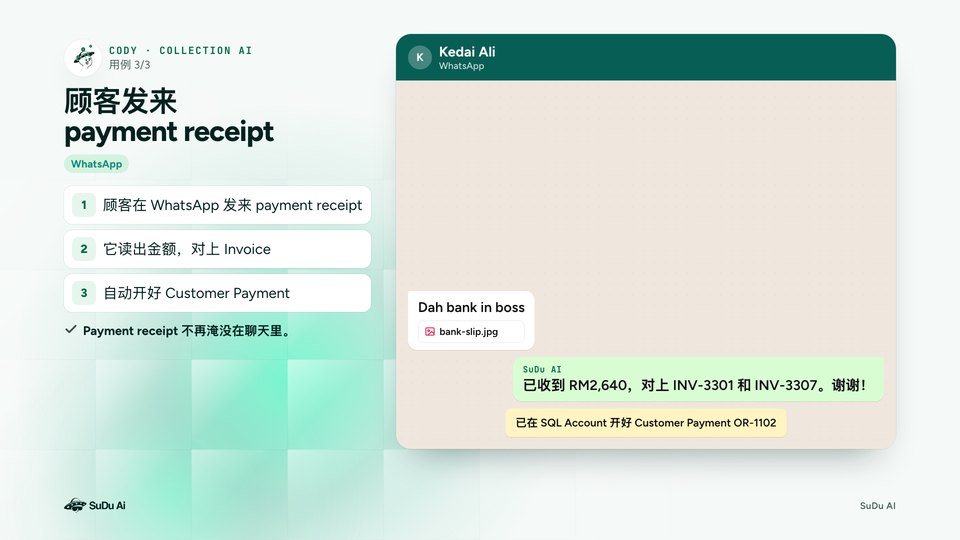 CODY · COLLECTION AI
用例 3/3
顾客发来
payment receipt
WhatsApp
1 顾客在 WhatsApp 发来 payment receipt
2 它读出金额，对上 Invoice
3 自动开好 Customer Payment
Payment receipt 不再淹没在聊天里。
K
Kedai Ali
WhatsApp
Dah bank in boss
bank-slip.jpg
SuDu AI
已收到 RM2,640，对上 INV-3301 和 INV-3307。谢谢！
已在 SQL Account 开好 Customer Payment OR-1102
SuDu Ai
SuDu AI